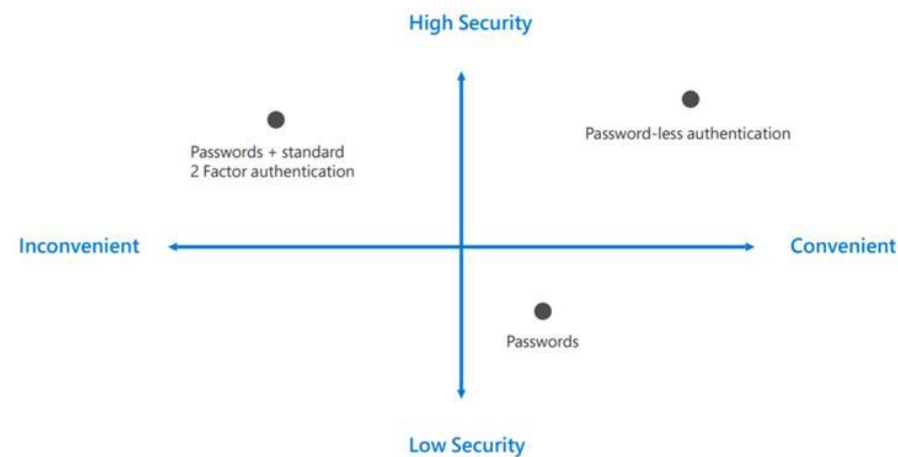 High Security
Password-less authentication
Passwords + standard
2 Factor authentication
Inconvenient
Convenient
Passwords
Low Security